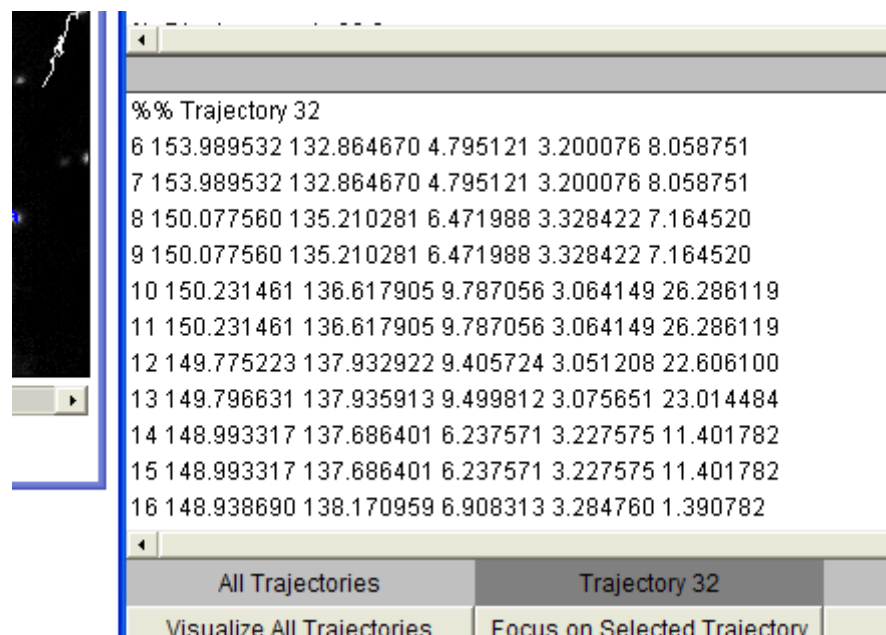 %% Trajectory 32
6 153.989532 132.864670 4.795121 3.200076 8.058751
7 153.989532 132.864670 4.795121 3.200076 8.058751
8 150.077560 135.210281 6.471988 3.328422 7.164520
9 150.077560 135.210281 6.471988 3.328422 7.164520
10 150.231461 136.617905 9.787056 3.064149 26.286119
11 150.231461 136.617905 9.787056 3.064149 26.286119
12 149.775223 137.932922 9.405724 3.051208 22.606100
13 149.796631 137.935913 9.499812 3.075651 23.014484
14 148.993317 137.686401 6.237571 3.227575 11.401782
15 148.993317 137.686401 6.237571 3.227575 11.401782
16 148.938690 138.170959 6.908313 3.284760 1.390782
All Trajectories Trajectory 32
Visualize All Trajectories Focus on Selected Trajectory